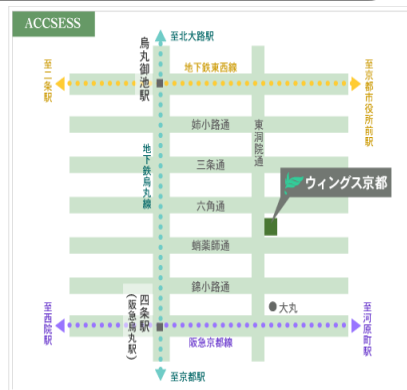 ACCSESS
至北大路駅
烏丸御池駅
地下鉄東西線
至二条駅
至京都市役所前駅
姉小路通
東洞院通
地下鉄烏丸線
三条通
ウィングス京都
六角通
蛸薬師通
錦小路通
四条駅
(阪急烏丸駅)
大丸
至西院駅
至河原町駅
阪急京都線
至京都駅